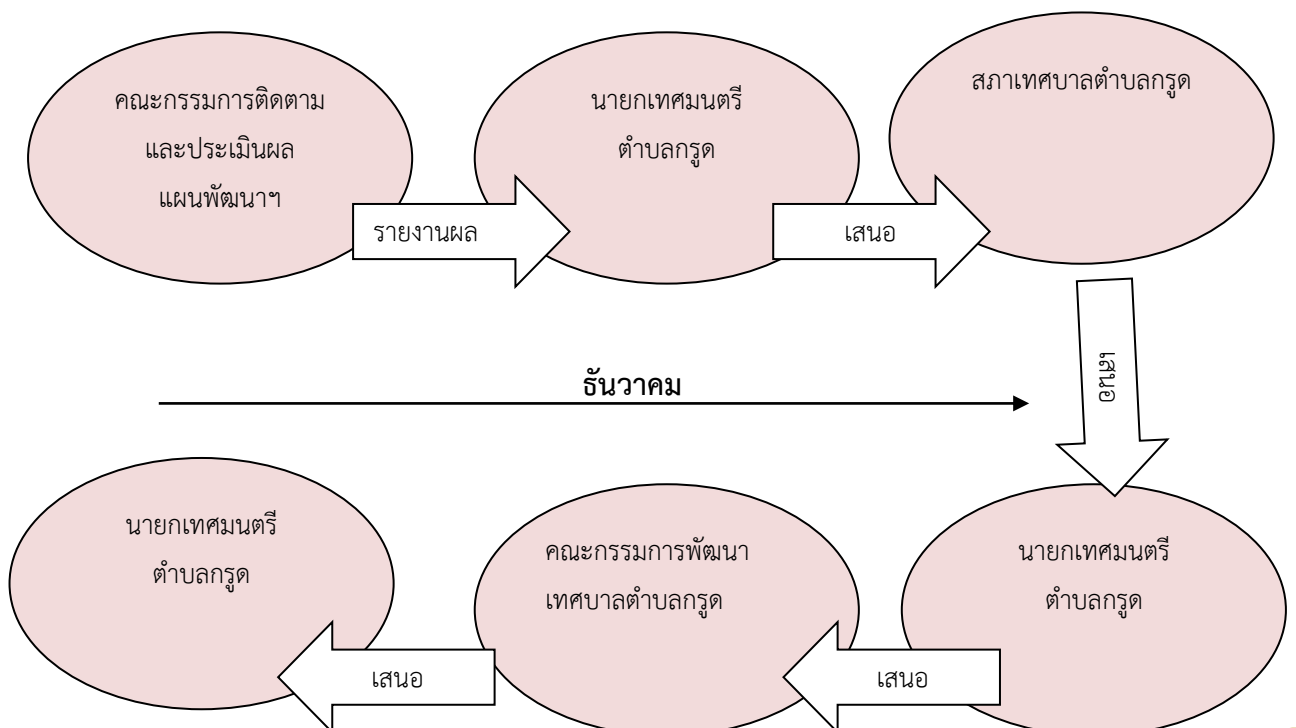 คณะกรรมการติดตาม
และประเมินผล
แผนพัฒนาฯ
รายงานผล
นายกเทศมนตรี
ตำบลกรูด
เสนอ
สภาเทศบาลตำบลกรูด
เสนอ
ธันวาคม
นายกเทศมนตรี
ตำบลกรูด
เสนอ
คณะกรรมการพัฒนา
เทศบาลตำบลกรูด
เสนอ
นายกเทศมนตรี
ตำบลกรูด